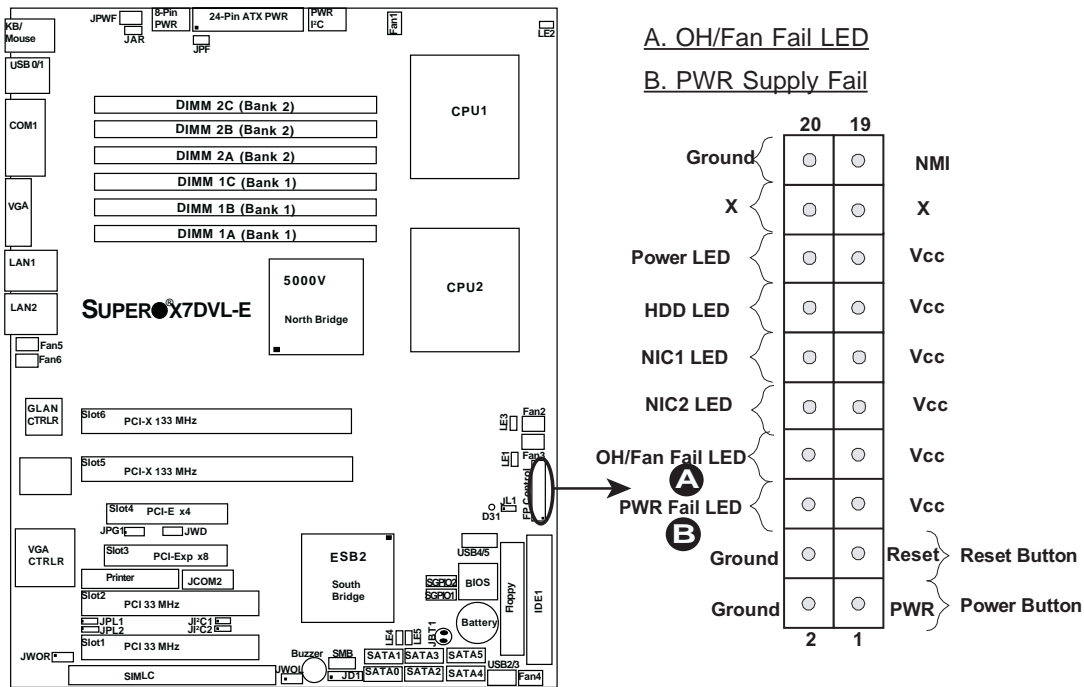 KB/
Mouse
JPWF
JAR
8-Pin
PWR
24-Pin ATX PWR
JPF
PWR
I²C
Fan1
LE2
USB 0/1
COM1
VGA
LAN1
LAN2
Fan5
Fan6
DIMM 2C (Bank 2)
DIMM 2B (Bank 2)
DIMM 2A (Bank 2)
DIMM 1C (Bank 1)
DIMM 1B (Bank 1)
DIMM 1A (Bank 1)
CPU1
CPU2
5000V
North Bridge
SUPER®X7DVL-E
GLAN
CTRLR
VGA
CTRLR
Slot6
PCI-X 133 MHz
Slot5
PCI-X 133 MHz
Slot4
PCI-E x4
JPG1
JWD
Slot3
PCI-Exp x8
Printer
JCOM2
Slot2
PCI 33 MHz
JPL1
JPL2
JI²C1
JI²C2
Slot1
PCI 33 MHz
JWOR
SIMLC
ESB2
South
Bridge
LE3
Fan2
Fan3
LE1
FP Control
JL1
D31
USB4/5
SGPIO2
SGPIO1
BIOS
Floppy
IDE1
Battery
LE4
LE5
JBT1
Buzzer
SMB
JWOL
JD1
SATA1
SATA3
SATA5
SATA0
SATA2
SATA4
USB2/3
Fan4
A. OH/Fan Fail LED
B. PWR Supply Fail
20 19
Ground NMI
X X
Power LED Vcc
HDD LED Vcc
NIC1 LED Vcc
NIC2 LED Vcc
OH/Fan Fail LED Vcc
A
PWR Fail LED Vcc
B
Ground Reset Reset Button
Ground PWR Power Button
2 1